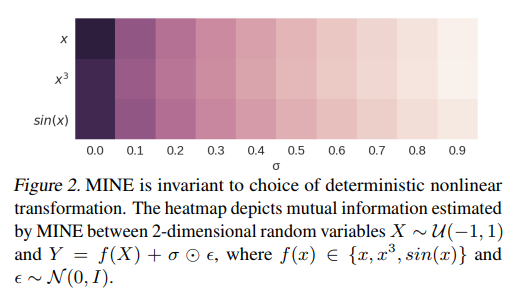 x
x³
sin(x)
0.0 0.1 0.2 0.3 0.4 0.5 0.6 0.7 0.8 0.9
σ
Figure 2. MINE is invariant to choice of deterministic nonlinear
transformation. The heatmap depicts mutual information estimated
by MINE between 2-dimensional random variables X ∼ 𝒰(−1, 1)
and Y = f(X) + σ ⊙ ϵ, where f(x) ∈ {x, x³, sin(x)} and
ϵ ∼ 𝒩(0, I).